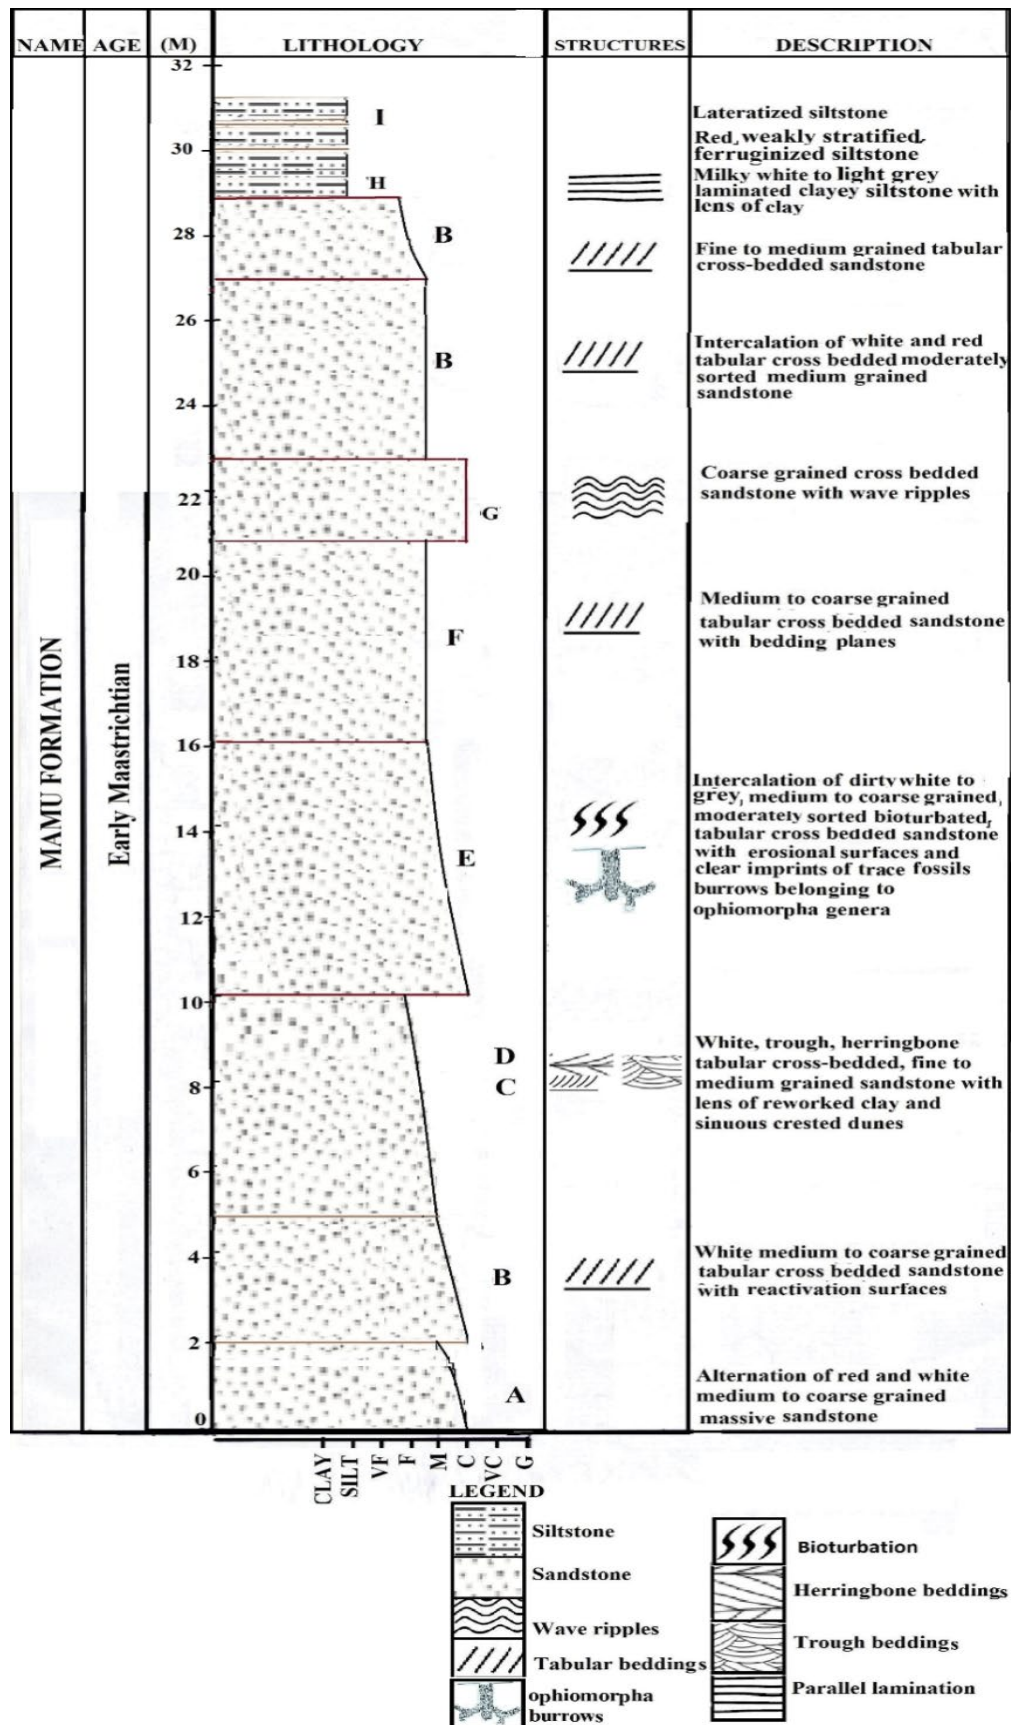 NAME AGE (M) LITHOLOGY STRUCTURES DESCRIPTION
32
30
28
26
24
22
20
18
16
14
12
10
8
6
4
2
0
MAMU FORMATION
Early Maastrichtian
I
H
B
B
G
F
E
D
C
B
A
Lateratized siltstone
Red, weakly stratified,
ferruginized siltstone
Milky white to light grey
laminated clayey siltstone with
lens of clay
Fine to medium grained tabular
cross-bedded sandstone
Intercalation of white and red
tabular cross bedded moderately
sorted medium grained
sandstone
Coarse grained cross bedded
sandstone with wave ripples
Medium to coarse grained
tabular cross bedded sandstone
with bedding planes
Intercalation of dirty white to
grey, medium to coarse grained,
moderately sorted bioturbated,
tabular cross bedded sandstone
with erosional surfaces and
clear imprints of trace fossils
burrows belonging to
ophiomorpha genera
White, trough, herringbone
tabular cross-bedded, fine to
medium grained sandstone with
lens of reworked clay and
sinuous crested dunes
White medium to coarse grained
tabular cross bedded sandstone
with reactivation surfaces
Alternation of red and white
medium to coarse grained
massive sandstone
CLAY
SILT
VF
F
M
C
VC
G
LEGEND
Siltstone
Sandstone
Wave ripples
Tabular beddings
ophiomorpha
burrows
Bioturbation
Herringbone beddings
Trough beddings
Parallel lamination